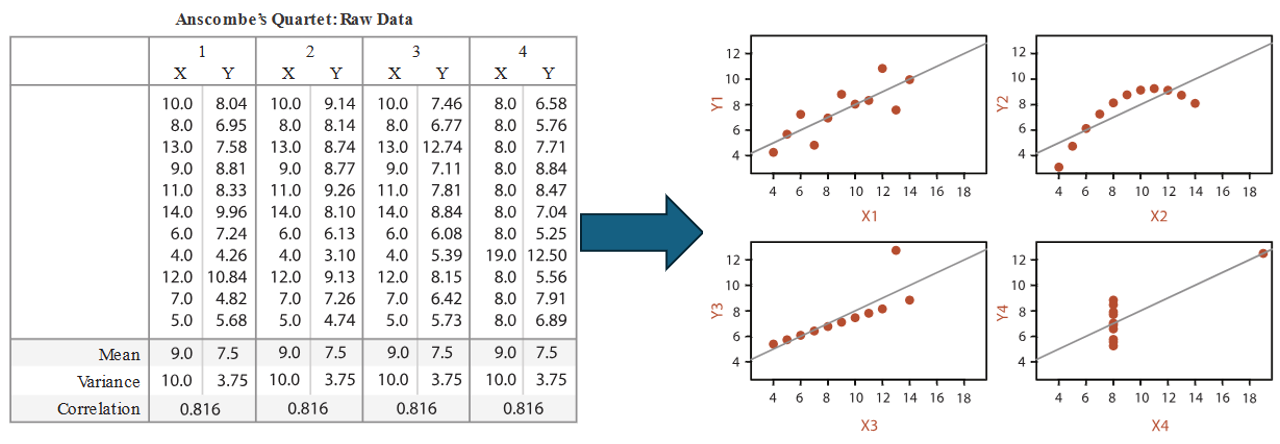 Anscombe's Quartet: Raw Data
1 2 3 4
X Y X Y X Y X Y
10.0 8.04 10.0 9.14 10.0 7.46 8.0 6.58
8.0 6.95 8.0 8.14 8.0 6.77 8.0 5.76
13.0 7.58 13.0 8.74 13.0 12.74 8.0 7.71
9.0 8.81 9.0 8.77 9.0 7.11 8.0 8.84
11.0 8.33 11.0 9.26 11.0 7.81 8.0 8.47
14.0 9.96 14.0 8.10 14.0 8.84 8.0 7.04
6.0 7.24 6.0 6.13 6.0 6.08 8.0 5.25
4.0 4.26 4.0 3.10 4.0 5.39 19.0 12.50
12.0 10.84 12.0 9.13 12.0 8.15 8.0 5.56
7.0 4.82 7.0 7.26 7.0 6.42 8.0 7.91
5.0 5.68 5.0 4.74 5.0 5.73 8.0 6.89
Mean 9.0 7.5 9.0 7.5 9.0 7.5 9.0 7.5
Variance 10.0 3.75 10.0 3.75 10.0 3.75 10.0 3.75
Correlation 0.816 0.816 0.816 0.816
12
10
8
6
4
Y1
4 6 8 10 12 14 16 18
X1
12
10
8
6
4
Y2
4 6 8 10 12 14 16 18
X2
12
10
8
6
4
Y3
4 6 8 10 12 14 16 18
X3
12
10
8
6
4
Y4
4 6 8 10 12 14 16 18
X4